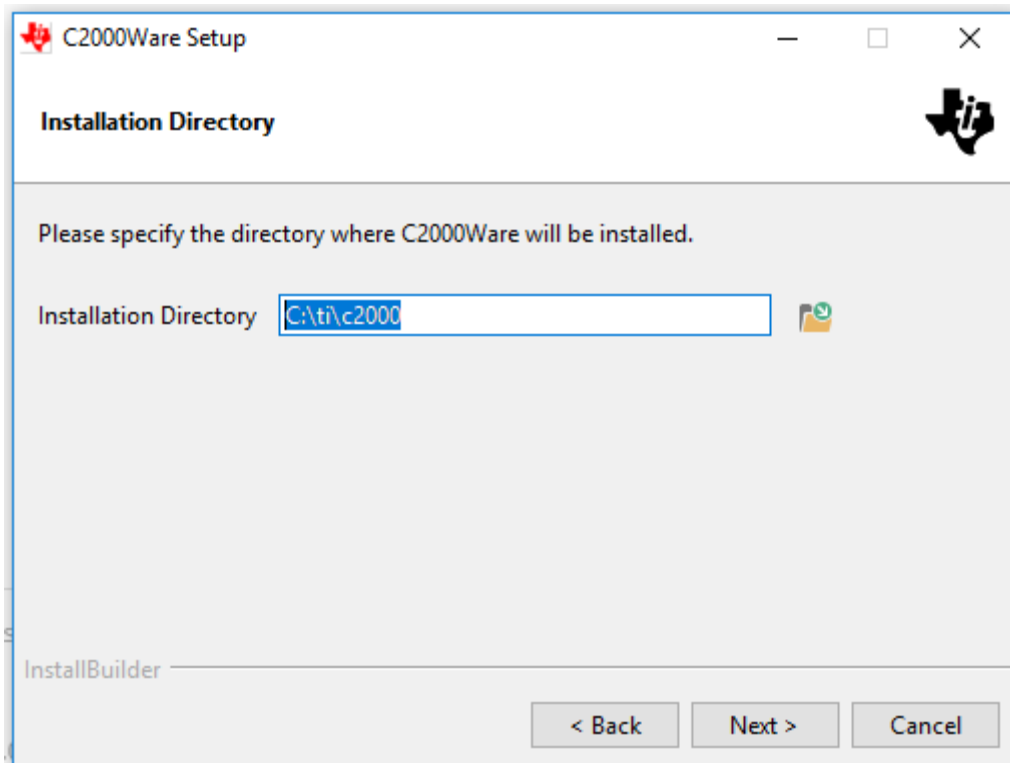 C2000Ware Setup
Installation Directory
Please specify the directory where C2000Ware will be installed.
Installation Directory C:\ti\c2000
InstallBuilder
< Back Next > Cancel